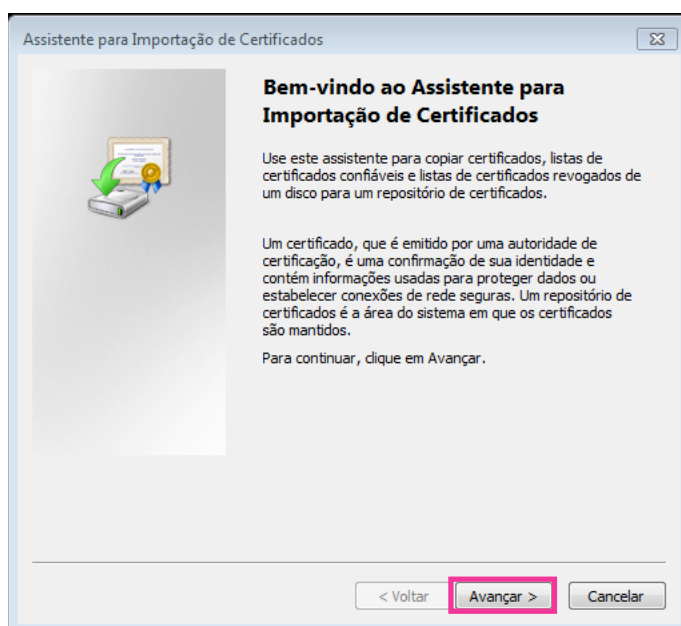 Assistente para Importação de Certificados
Bem-vindo ao Assistente para
Importação de Certificados
Use este assistente para copiar certificados, listas de
certificados confiáveis e listas de certificados revogados de
um disco para um repositório de certificados.
Um certificado, que é emitido por uma autoridade de
certificação, é uma confirmação de sua identidade e
contém informações usadas para proteger dados ou
estabelecer conexões de rede seguras. Um repositório de
certificados é a área do sistema em que os certificados
são mantidos.
Para continuar, clique em Avançar.
< Voltar Avançar > Cancelar